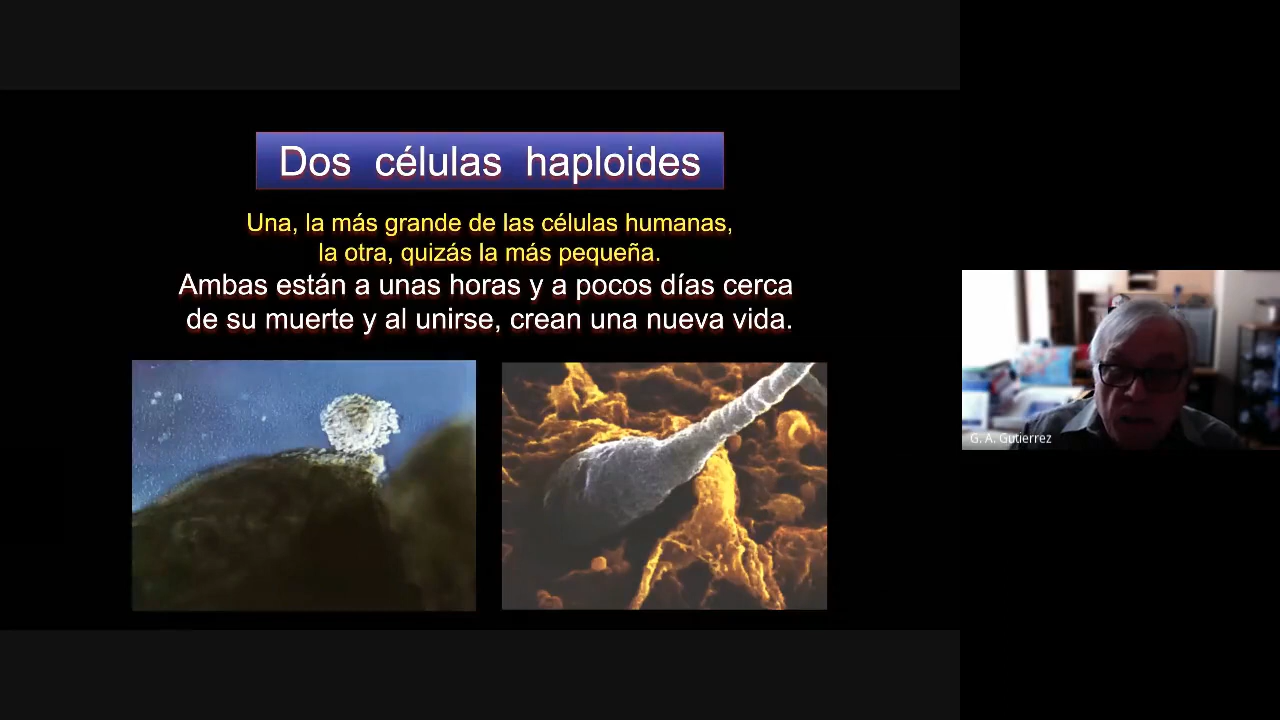 Dos células haploides
Una, la más grande de las células humanas,
la otra, quizás la más pequeña.
Ambas están a unas horas y a pocos días cerca
de su muerte y al unirse, crean una nueva vida.
G. A. Gutierrez